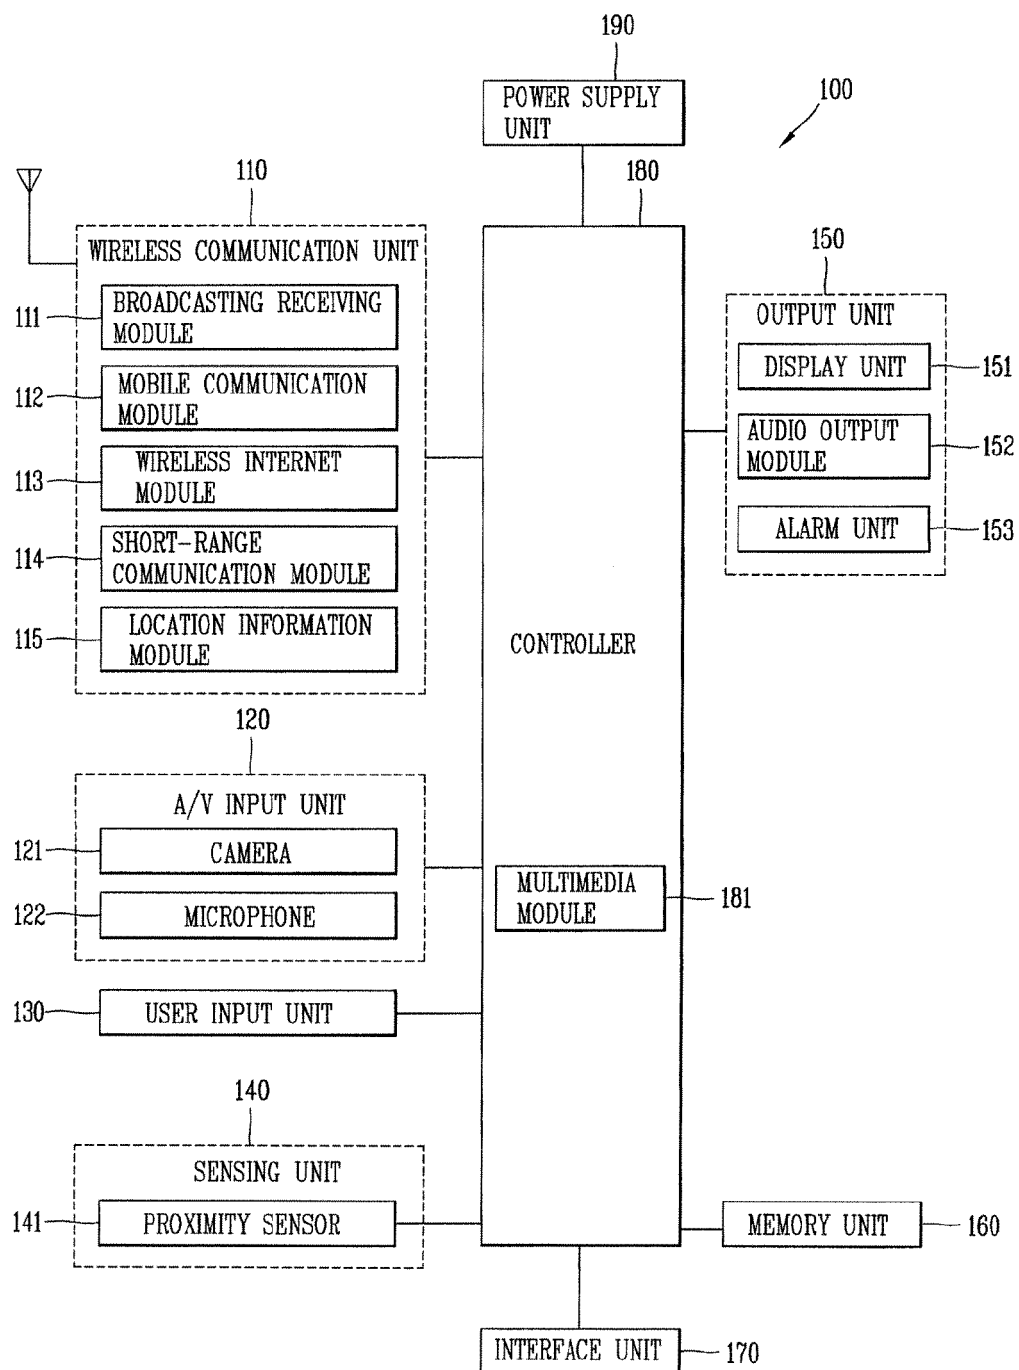 190
POWER SUPPLY
UNIT
100
110
180
WIRELESS COMMUNICATION UNIT
111
BROADCASTING RECEIVING
MODULE
112
MOBILE COMMUNICATION
MODULE
113
WIRELESS INTERNET
MODULE
114
SHORT-RANGE
COMMUNICATION MODULE
115
LOCATION INFORMATION
MODULE
150
OUTPUT UNIT
DISPLAY UNIT
151
AUDIO OUTPUT
MODULE
152
ALARM UNIT
153
CONTROLLER
120
A/V INPUT UNIT
121
CAMERA
122
MICROPHONE
MULTIMEDIA
MODULE
181
130
USER INPUT UNIT
140
SENSING UNIT
141
PROXIMITY SENSOR
MEMORY UNIT
160
INTERFACE UNIT
170